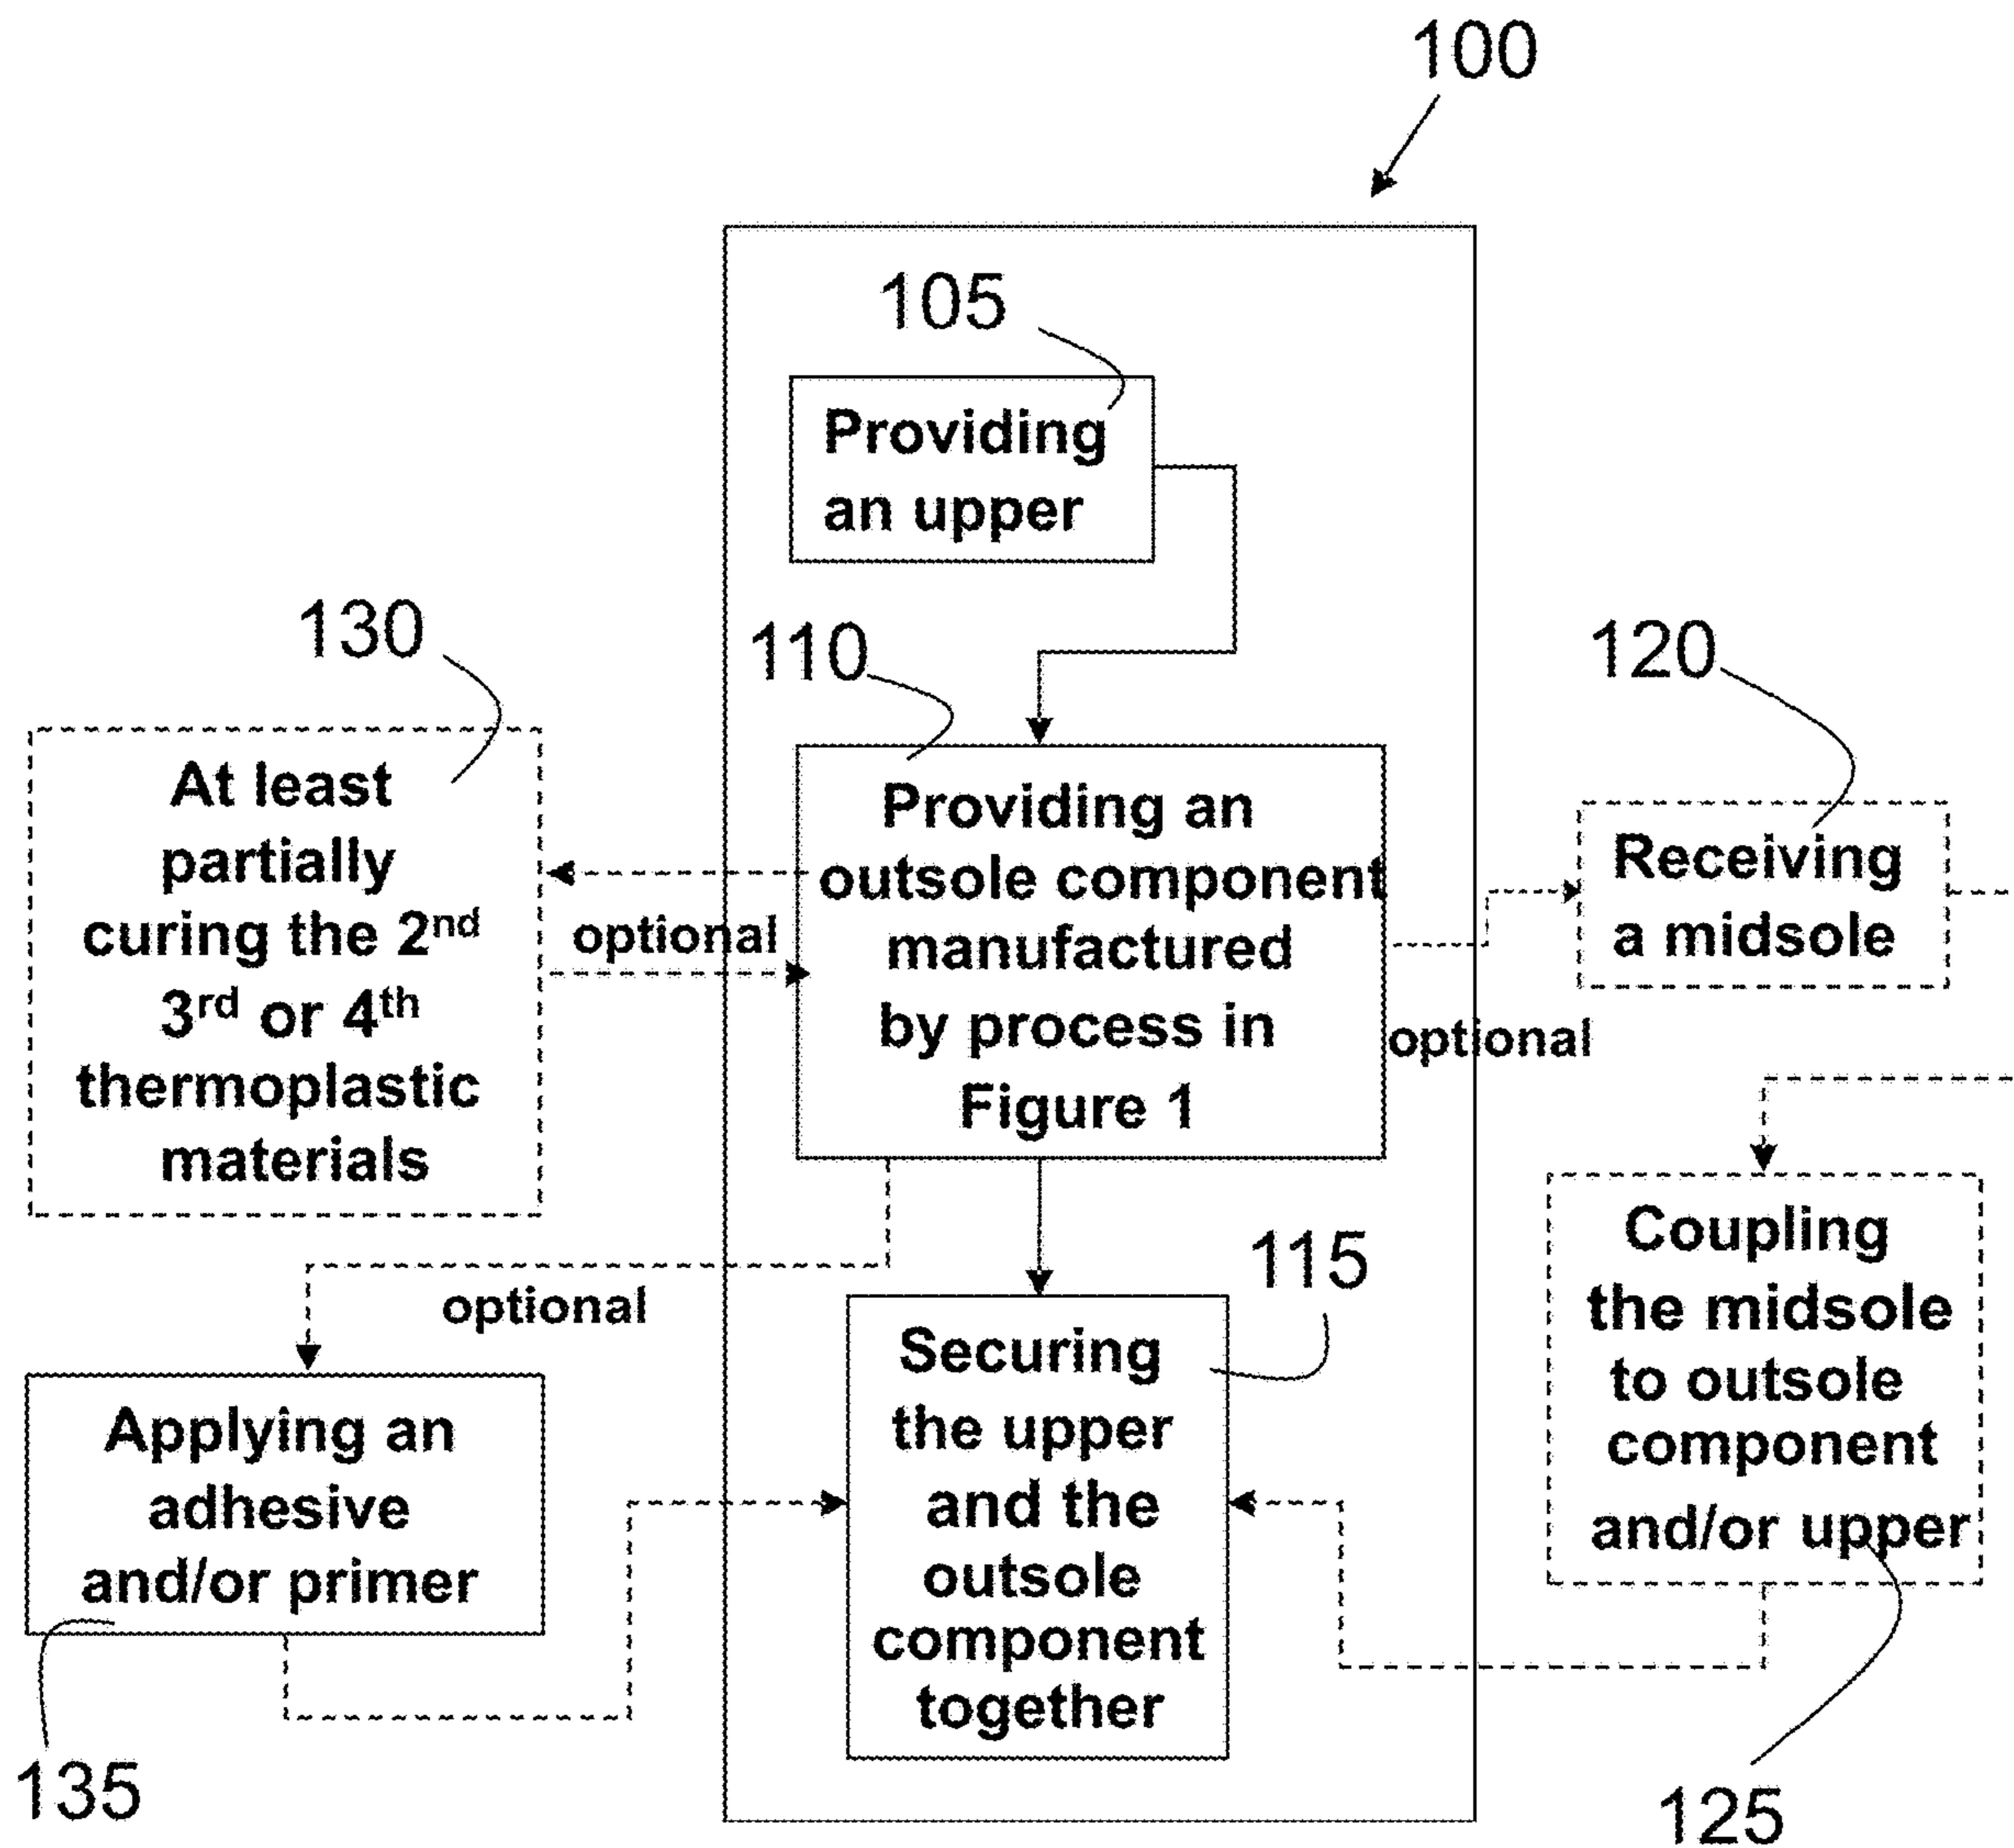 100
105
Providing
an upper
130
110
120
At least
partially
curing the 2nd
3rd or 4th
thermoplastic
materials
optional
Providing an
outsole component
manufactured
by process in
Figure 1
optional
Receiving
a midsole
optional
115
Applying an
adhesive
and/or primer
135
Securing
the upper
and the
outsole
component
together
Coupling
the midsole
to outsole
component
and/or upper
125